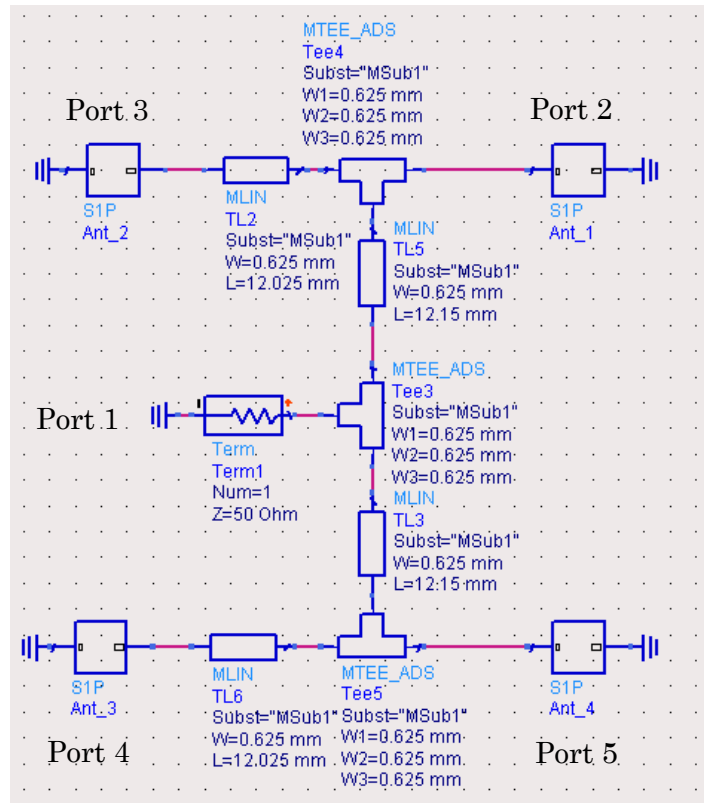 MTEE_ADS
Tee4
Subst="MSub1"
W1=0.625 mm
W2=0.625 mm
W3=0.625 mm
Port 3
Port 2
S1P
Ant_2
MLIN
TL2
Subst="MSub1"
W=0.625 mm
L=12.025 mm
MLIN
TL5
Subst="MSub1"
W=0.625 mm
L=12.15 mm
S1P
Ant_1
Port 1
Term
Term1
Num=1
Z=50 Ohm
MTEE_ADS
Tee3
Subst="MSub1"
W1=0.625 mm
W2=0.625 mm
W3=0.625 mm
MLIN
TL3
Subst="MSub1"
W=0.625 mm
L=12.15 mm
S1P
Ant_3
Port 4
MLIN
TL6
Subst="MSub1"
W=0.625 mm
L=12.025 mm
MTEE_ADS
Tee5
Subst="MSub1"
W1=0.625 mm
W2=0.625 mm
W3=0.625 mm
S1P
Ant_4
Port 5